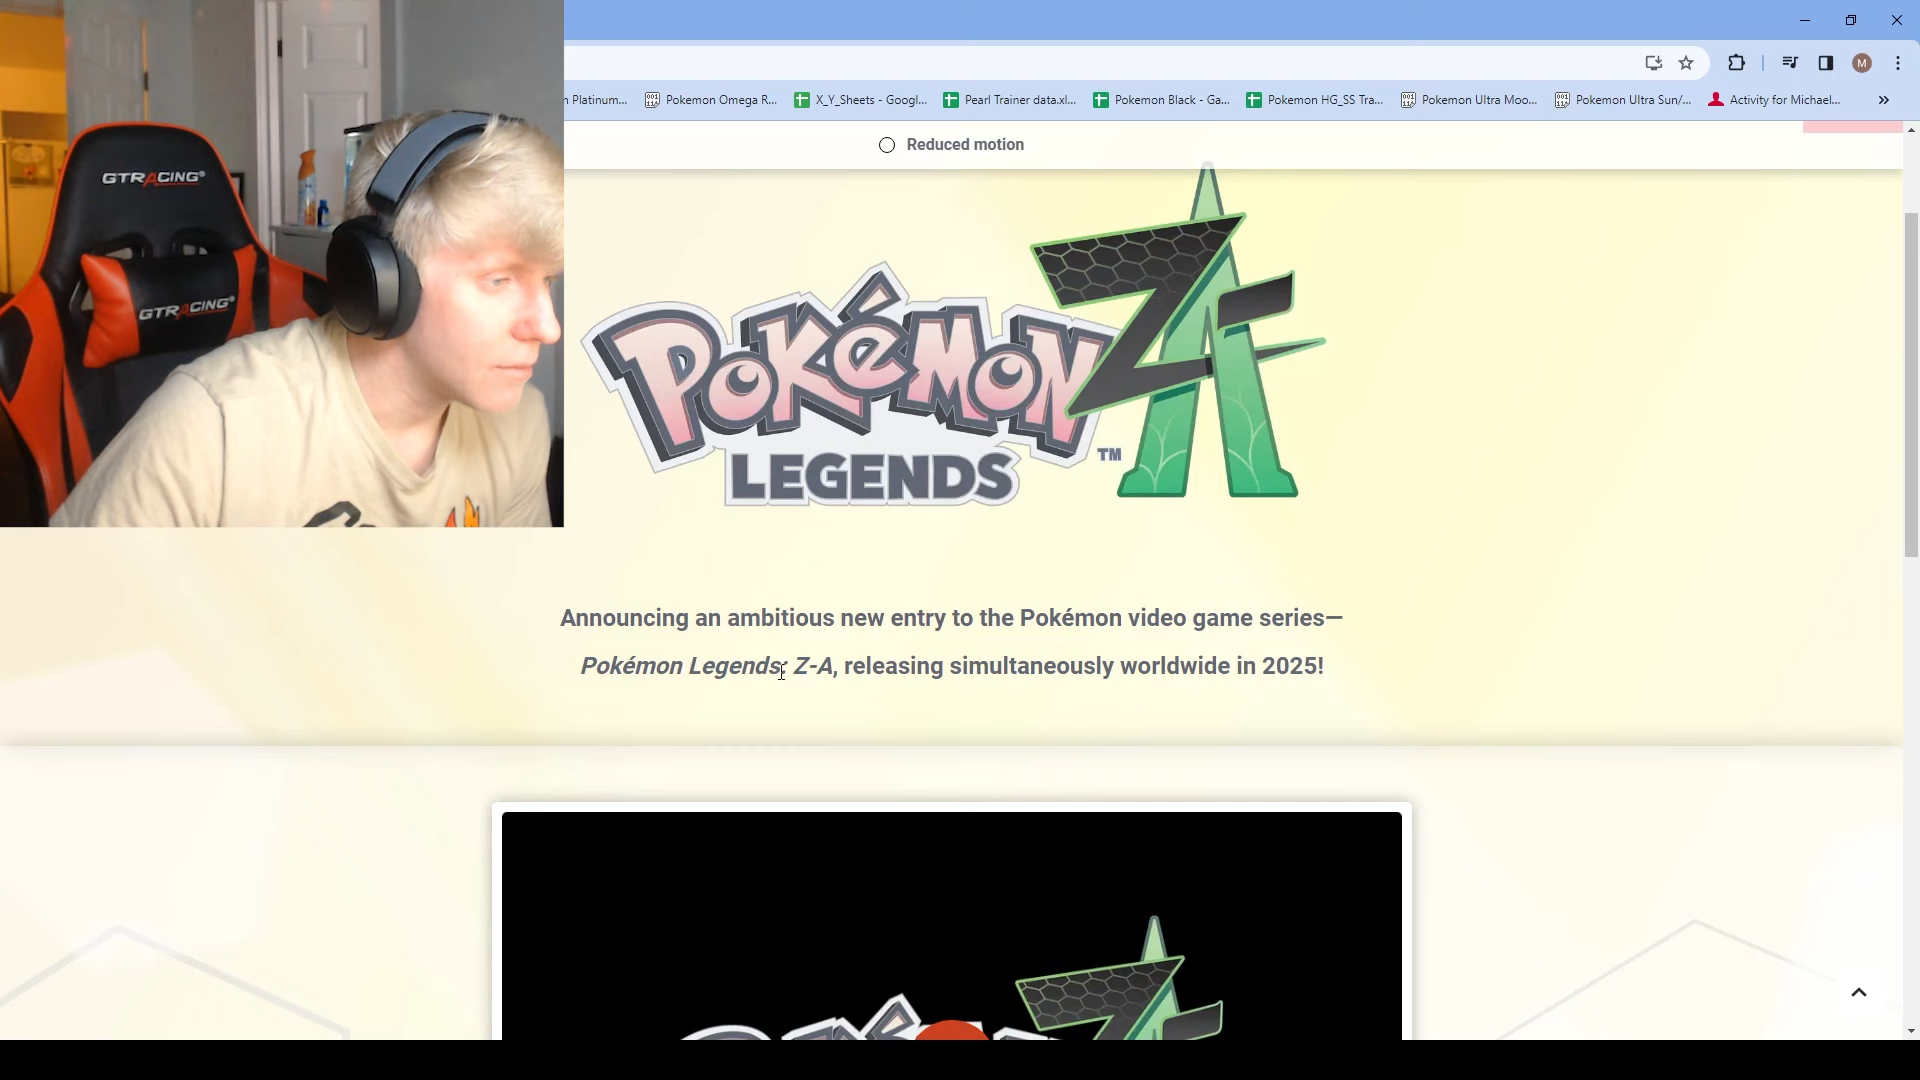 M
n Platinum...
Pokemon Omega R...
X_Y_Sheets - Googl...
Pearl Trainer data.xl...
Pokemon Black - Ga...
Pokemon HG_SS Tra...
Pokemon Ultra Moo...
Pokemon Ultra Sun/...
Activity for Michael...
Reduced motion
GTRACING®
GTRACING®
POKÉMON
LEGENDS
ZA
TM
Announcing an ambitious new entry to the Pokémon video game series—
Pokémon Legends: Z-A, releasing simultaneously worldwide in 2025!